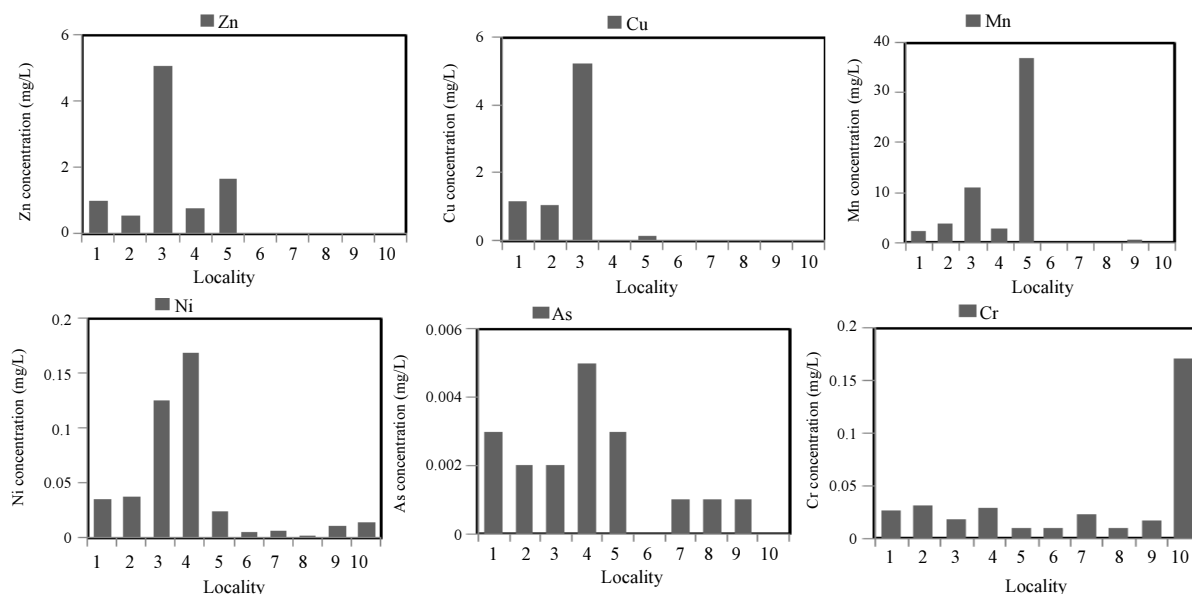 Zn
Zn concentration (mg/L)
6
4
2
0
1 2 3 4 5 6 7 8 9 10
Locality
Cu
Cu concentration (mg/L)
6
4
2
0
1 2 3 4 5 6 7 8 9 10
Locality
Mn
Mn concentration (mg/L)
40
30
20
10
0
1 2 3 4 5 6 7 8 9 10
Locality
Ni
Ni concentration (mg/L)
0.2
0.15
0.1
0.05
0
1 2 3 4 5 6 7 8 9 10
Locality
As
As concentration (mg/L)
0.006
0.004
0.002
0
1 2 3 4 5 6 7 8 9 10
Locality
Cr
Cr concentration (mg/L)
0.2
0.15
0.1
0.05
0
1 2 3 4 5 6 7 8 9 10
Locality